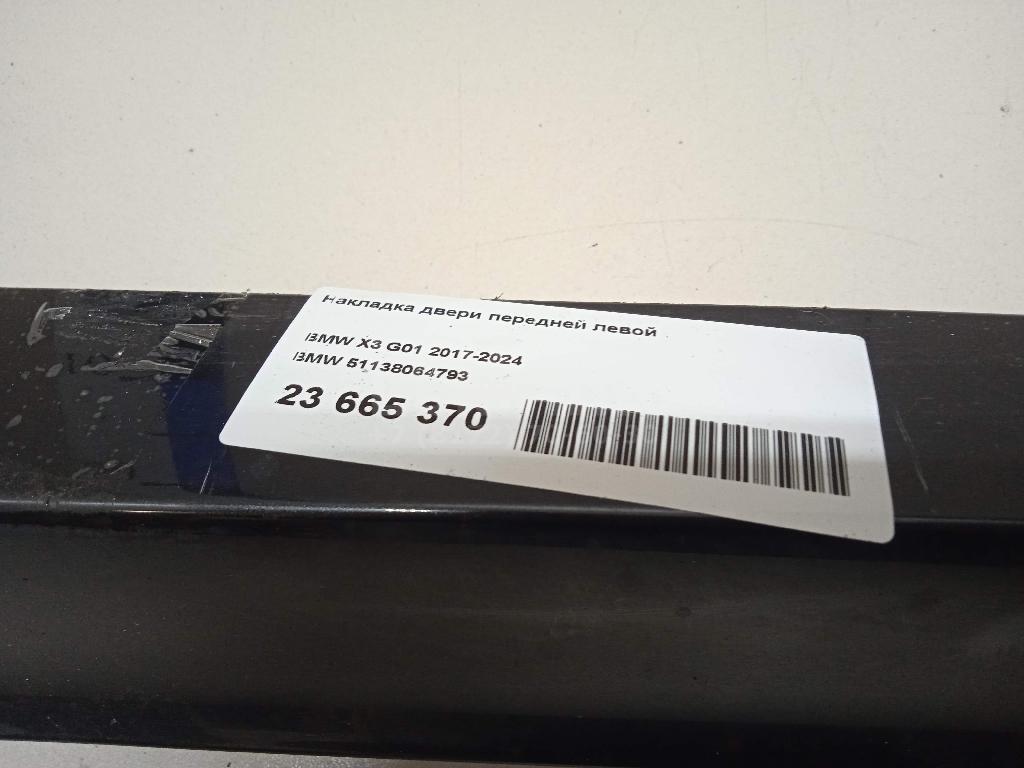 Накладка двери передней левой
BMW X3 G01 2017-2024
BMW 51138064793
23 665 370